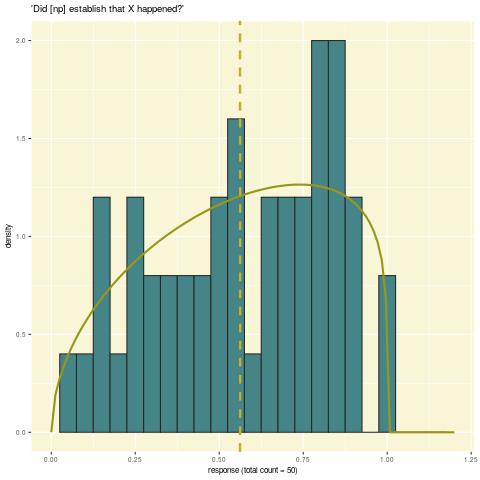 'Did [np] establish that X happened?'
2.0
1.5
1.0
0.5
0.0
density
0.00 0.25 0.50 0.75 1.00 1.25
response (total count = 50)